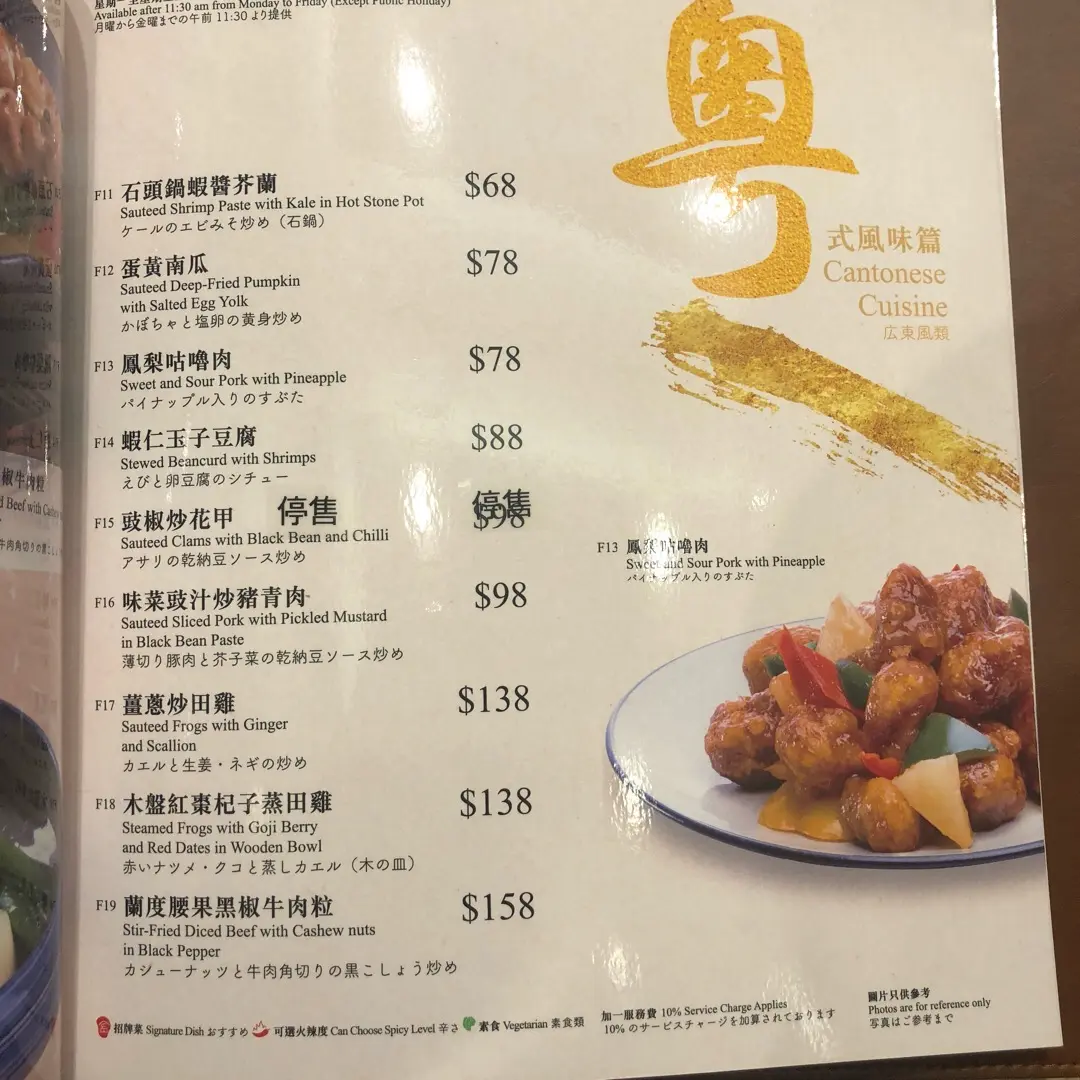 Available after 11:30 am from Monday to Friday (Except Public Holiday)
月曜から金曜までの午前 11:30 より提供
粵
式風味篇
Cantonese
Cuisine
広東風類
F11 石頭鍋蝦醬芥蘭 $68
Sauteed Shrimp Paste with Kale in Hot Stone Pot
ケールのエビみそ炒め（石鍋）
F12 蛋黃南瓜 $78
Sauteed Deep-Fried Pumpkin
with Salted Egg Yolk
かぼちゃと塩卵の黄身炒め
F13 鳳梨咕嚕肉 $78
Sweet and Sour Pork with Pineapple
パイナップル入りのすぶた
F14 蝦仁玉子豆腐 $88
Stewed Beancurd with Shrimps
えびと卵豆腐のシチュー
F15 豉椒炒花甲 停售 停售 $98
Sauteed Clams with Black Bean and Chilli
アサリの乾納豆ソース炒め
F16 味菜豉汁炒豬青肉 $98
Sauteed Sliced Pork with Pickled Mustard
in Black Bean Paste
薄切り豚肉と芥子菜の乾納豆ソース炒め
F17 薑蔥炒田雞 $138
Sauteed Frogs with Ginger
and Scallion
カエルと生姜・ネギの炒め
F18 木盤紅棗杞子蒸田雞 $138
Steamed Frogs with Goji Berry
and Red Dates in Wooden Bowl
赤いナツメ・クコと蒸しカエル（木の皿）
F19 蘭度腰果黑椒牛肉粒 $158
Stir-Fried Diced Beef with Cashew nuts
in Black Pepper
カシューナッツと牛肉角切りの黒こしょう炒め
F13 鳳梨咕嚕肉
Sweet and Sour Pork with Pineapple
パイナップル入りのすぶた
招牌菜 Signature Dish おすすめ 可選火辣度 Can Choose Spicy Level 辛さ 素食 Vegetarian 素食類
加一服務費 10% Service Charge Applies
10% のサービスチャージを加算されております
圖片只供參考
Photos are for reference only
写真はご参考まで